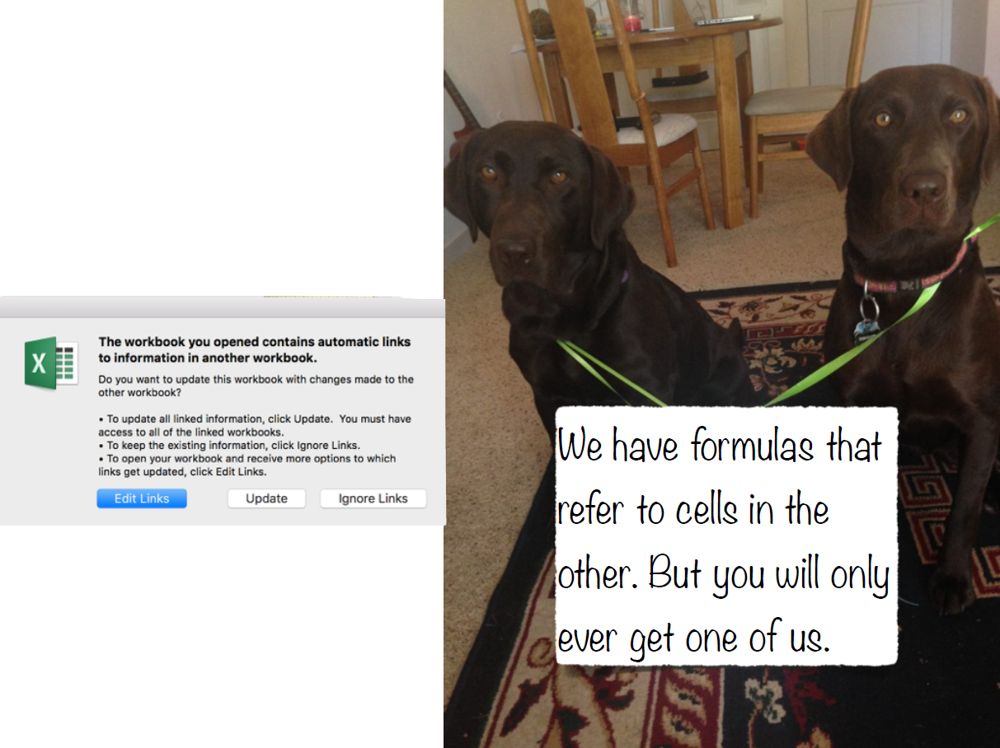 The workbook you opened contains automatic links
to information in another workbook.
Do you want to update this workbook with changes made to the
other workbook?
• To update all linked information, click Update. You must have
access to all of the linked workbooks.
• To keep the existing information, click Ignore Links.
• To open your workbook and receive more options to which
links get updated, click Edit Links.
Edit Links
Update
Ignore Links
We have formulas that
refer to cells in the
other. But you will only
ever get one of us.